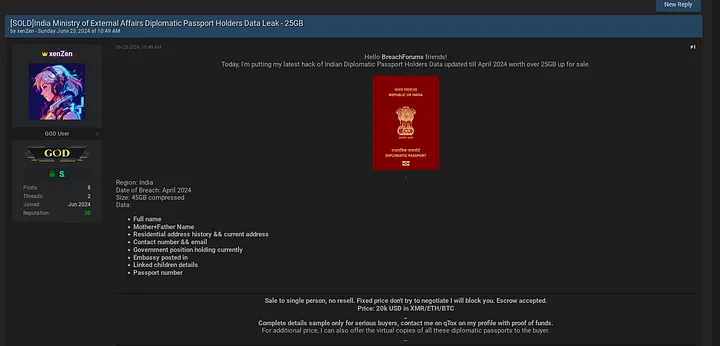 New Reply
[SOLD]India Ministry of External Affairs Diplomatic Passport Holders Data Leak - 25GB
by xenZen - Sunday June 23, 2024 at 10:49 AM
xenZen
GOD User
GOD
Posts: 8
Threads: 2
Joined: Jun 2024
Reputation: 30
06-23-2024, 10:49 AM
#1
Hello BreachForums friends!
Today, I'm putting my latest hack of Indian Diplomatic Passport Holders Data updated till April 2024 worth over 25GB up for sale.
भारत गणराज्य
REPUBLIC OF INDIA
DIPLOMATIC PASSPORT
Region: India
Date of Breach: April 2024
Size: 45GB compressed
Data:
• Full name
• Mother+Father Name
• Residential address history && current address
• Contact number && email
• Government position holding currently
• Embassy posted in
• Linked children details
• Passport number
Sale to single person, no resell. Fixed price don't try to negotiate I will block you. Escrow accepted.
Price: 20k USD in XMR/ETH/BTC
Complete details sample only for serious buyers, contact me on qTox on my profile with proof of funds.
For additional price, I can also offer the virtual copies of all these diplomatic passports to the buyer.